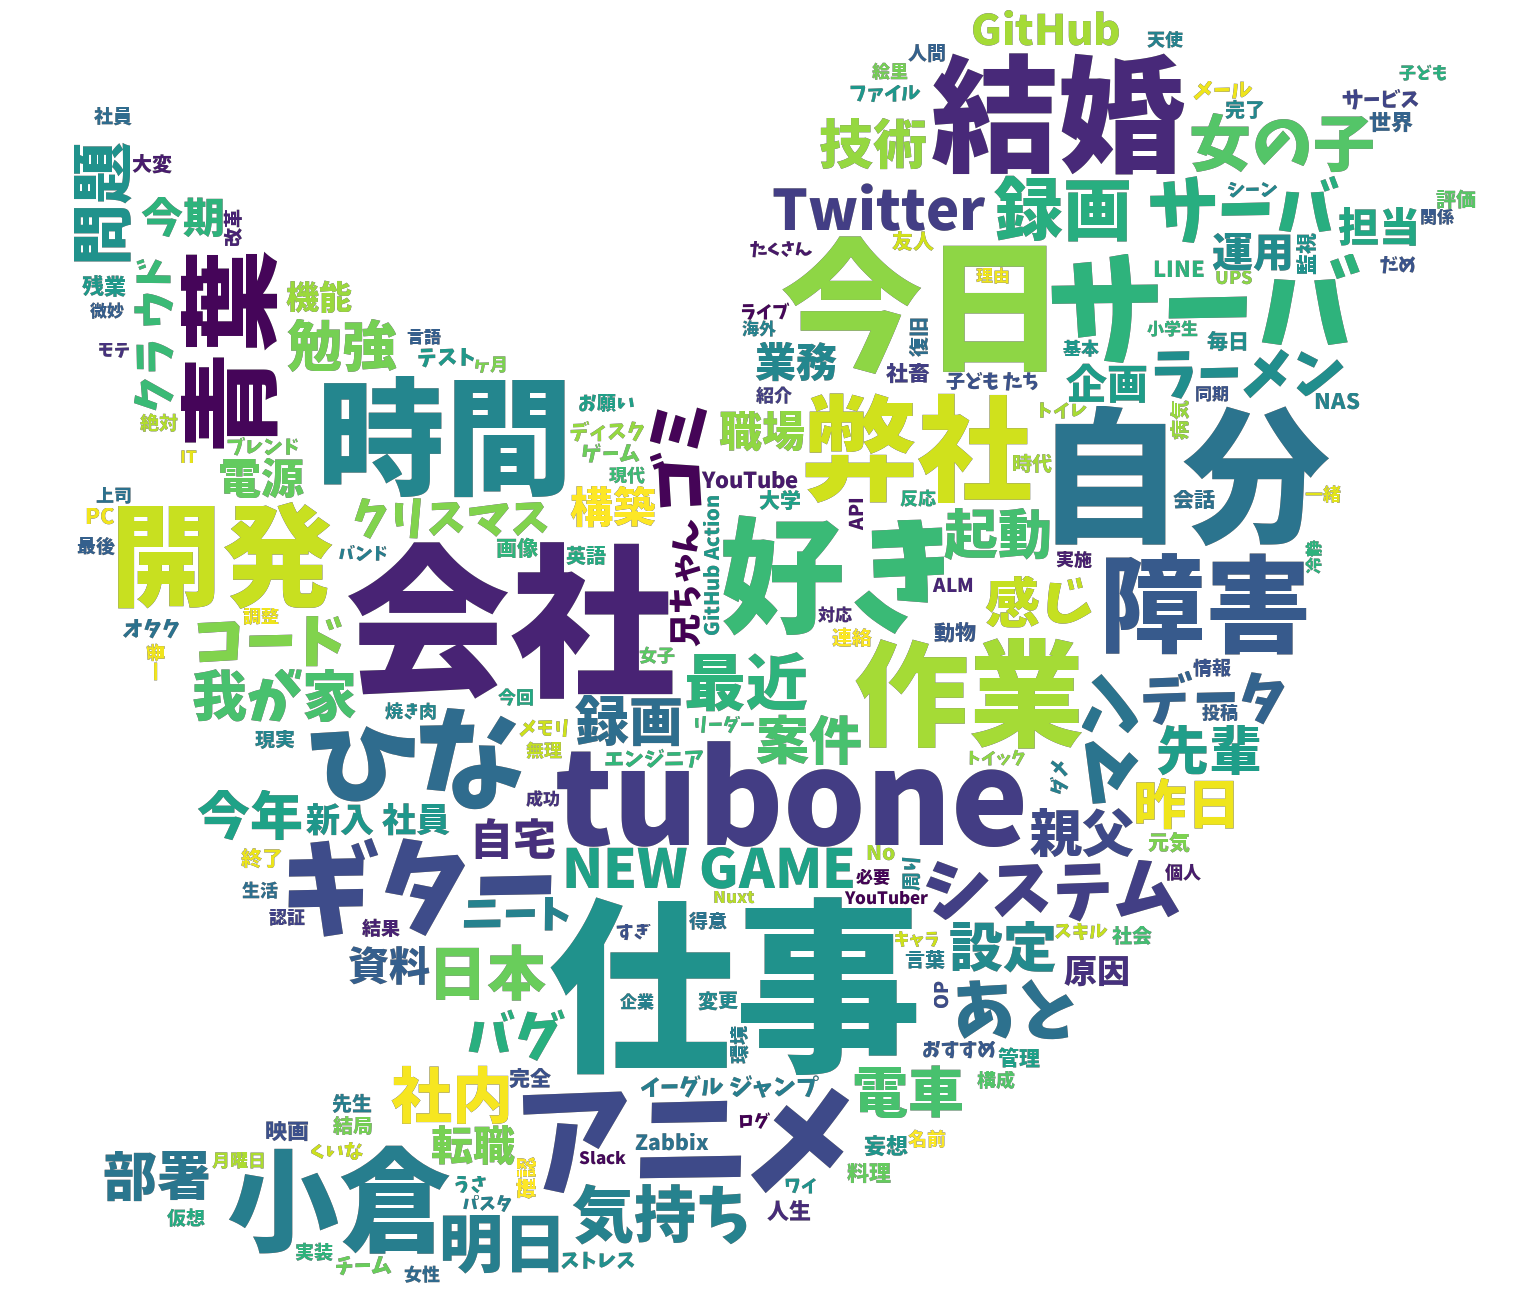 GitHub
天使
人間
結婚
絵里
ファイル
メール
完了
子ども
サービス
世界
社員
技術
女の子
大変
問題
Twitter
録画
サーバ
シーン
評価
担当
関係
今期
改革
友人
運用
監視
たくさん
今日
理由
LINE
UPS
だめ
サーバ
青葉
クラウド
残業
微妙
機能
ライブ
海外
復旧
小学生
毎日
勉強
言語
テスト
ヶ月
モテ
業務
基本
ラーメン
社畜
子どもたち
企画
同期
NAS
紹介
時間
絶対
お願い
ゴミ
職場
弊社
トイレ
病気
自分
ブレンド
ディスク
ゲーム
IT
電源
現代
YouTube
時代
上司
構築
大学
API
反応
会話
一緒
PC
開発
クリスマス
兄ちゃん
GitHub Action
好き
起動
最後
バンド
画像
英語
実施
会社
障害
ALM
感じ
調整
対応
オタク
コード
連絡
動物
女子
作業
我が家
最近
情報
今回
データ
投稿
焼き肉
録画
リーダー
案件
ハマ
現実
ひな
メモリ
無理
先輩
エンジニア
トイック
ダメ
tubone
成功
昨日
今年
新入社員
自宅
親父
元気
ギター
NEW GAME
No
終了
必要
周り
システム
個人
生活
Nuxt
YouTuber
認証
結果
ニート
仕事
すぎ
得意
キャラ
設定
スキル
社会
資料
日本
言葉
原因
企業
変更
OP
あと
バグ
環境
おすすめ
管理
社内
完全
イーグルジャンプ
電車
構成
先生
結局
アニメ
ログ
映画
転職
Zabbix
妄想
名前
くいな
Slack
部署
月曜日
小倉
料理
うさ
パスタ
ワイ
仮想
気持ち
人生
明日
実装
チーム
ストレス
女性